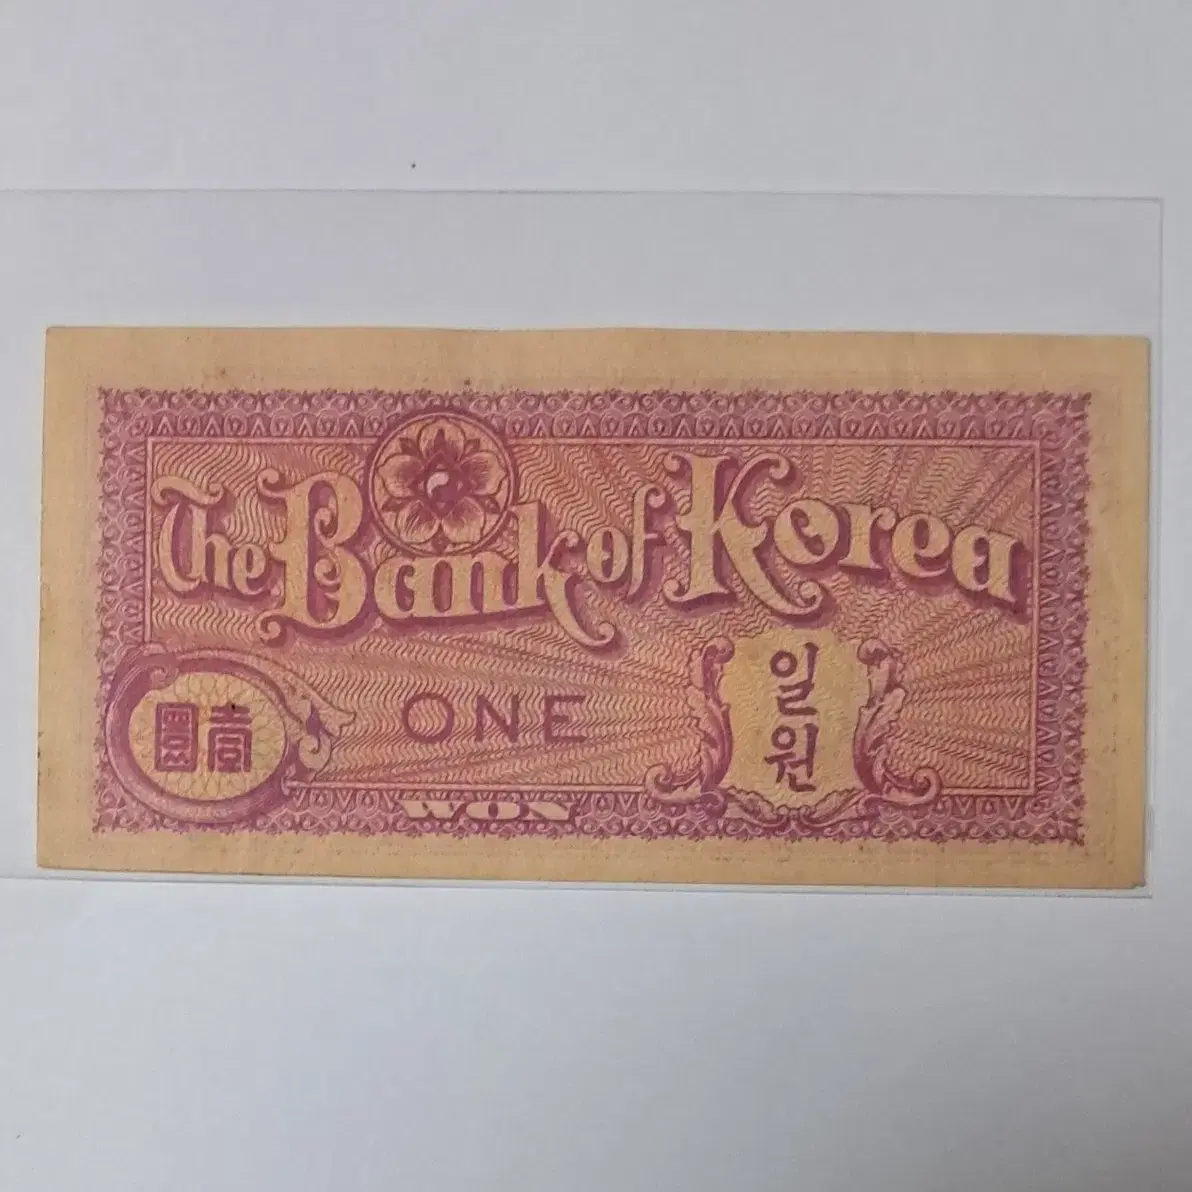 The Bank of Korea
圓壹
ONE
WON
일
원